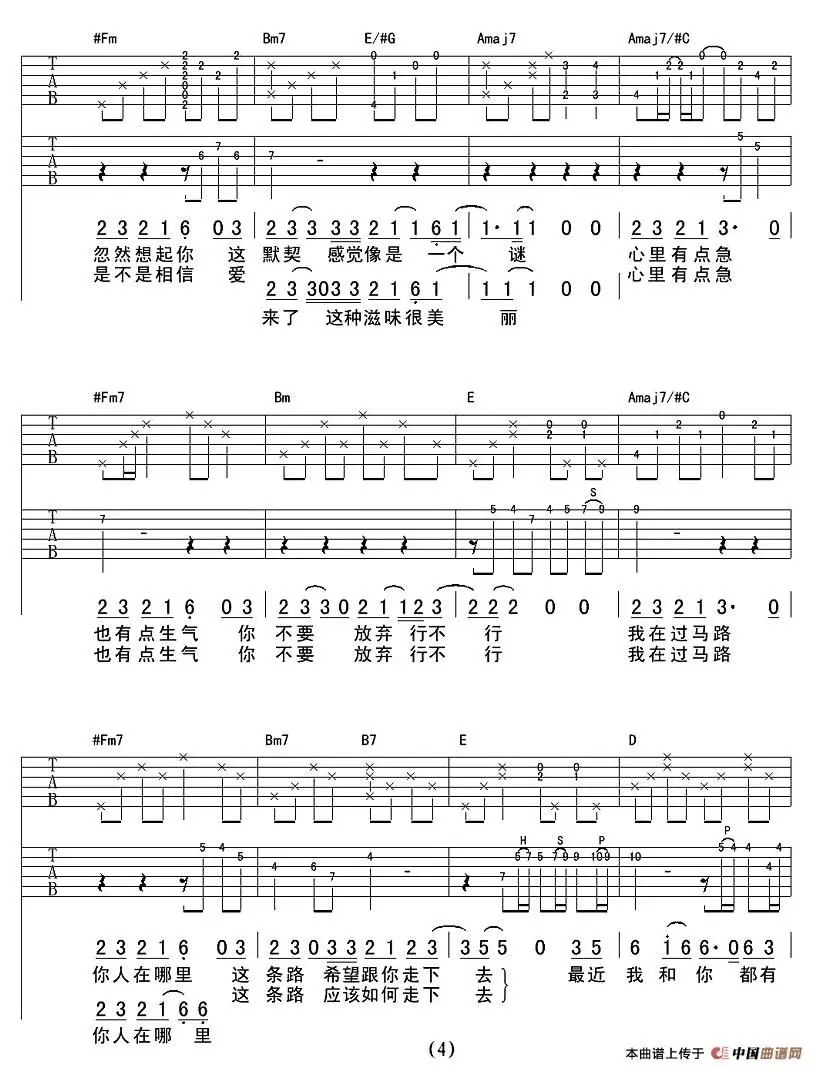 #Fm Bm7 E/#G Amaj7 Amaj7/#C
2 3 2 1 6 0 3 2 3 3 3 3 2 1 1 6 1 1· 1 1 0 0 2 3 2 1 3· 0
忽然想起你 这 默契 感觉像是 一个 谜 心里有点急
是不是相信 爱 心里有点急
2 3 3 0 3 3 2 1 6 1 1 1 1 0 0
来了 这种滋味很美 丽
#Fm7 Bm E Amaj7/#C
2 3 2 1 6 0 3 2 3 3 0 2 1 1 2 3 2 2 2 0 0 2 3 2 1 3· 0
也有点生气 你 不要 放弃 行不 行 我在过马路
也有点生气 你 不要 放弃 行不 行 我在过马路
#Fm7 Bm7 B7 E D
H S P P
2 3 2 1 6 0 3 2 3 0 3 3 2 1 2 3 3 5 5 0 3 5 6 1 6 6· 0 6 3
你人在哪里 这 条路 希望跟你走下 去 最近 我 和 你 都有
这 条路 应该如何走下 去
2 3 2 1 6 6·
你人在哪 里
(4)
本曲谱上传于 中国曲谱网